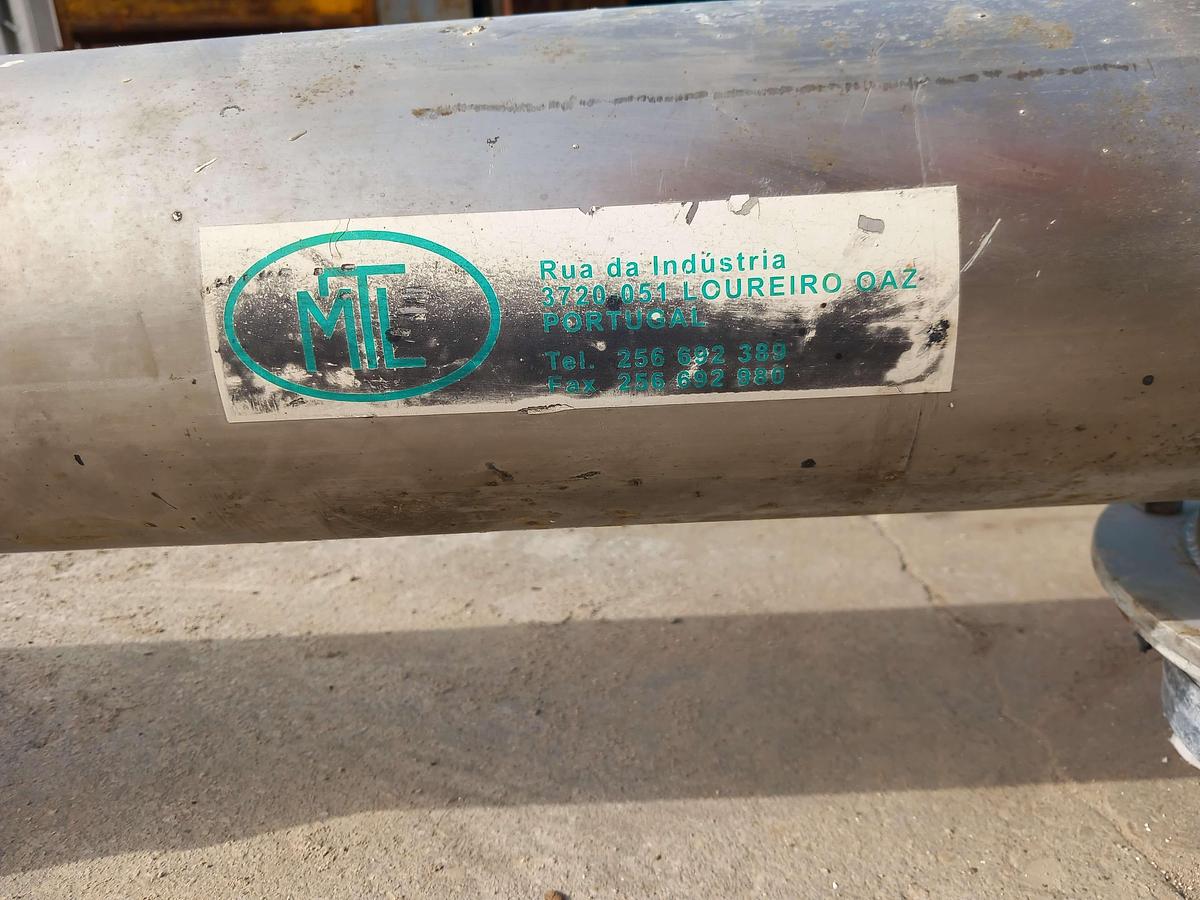 MTL
Rua da Indústria
3720 051 LOUREIRO OAZ
PORTUGAL
Tel. 256 692 389
Fax 256 692 980